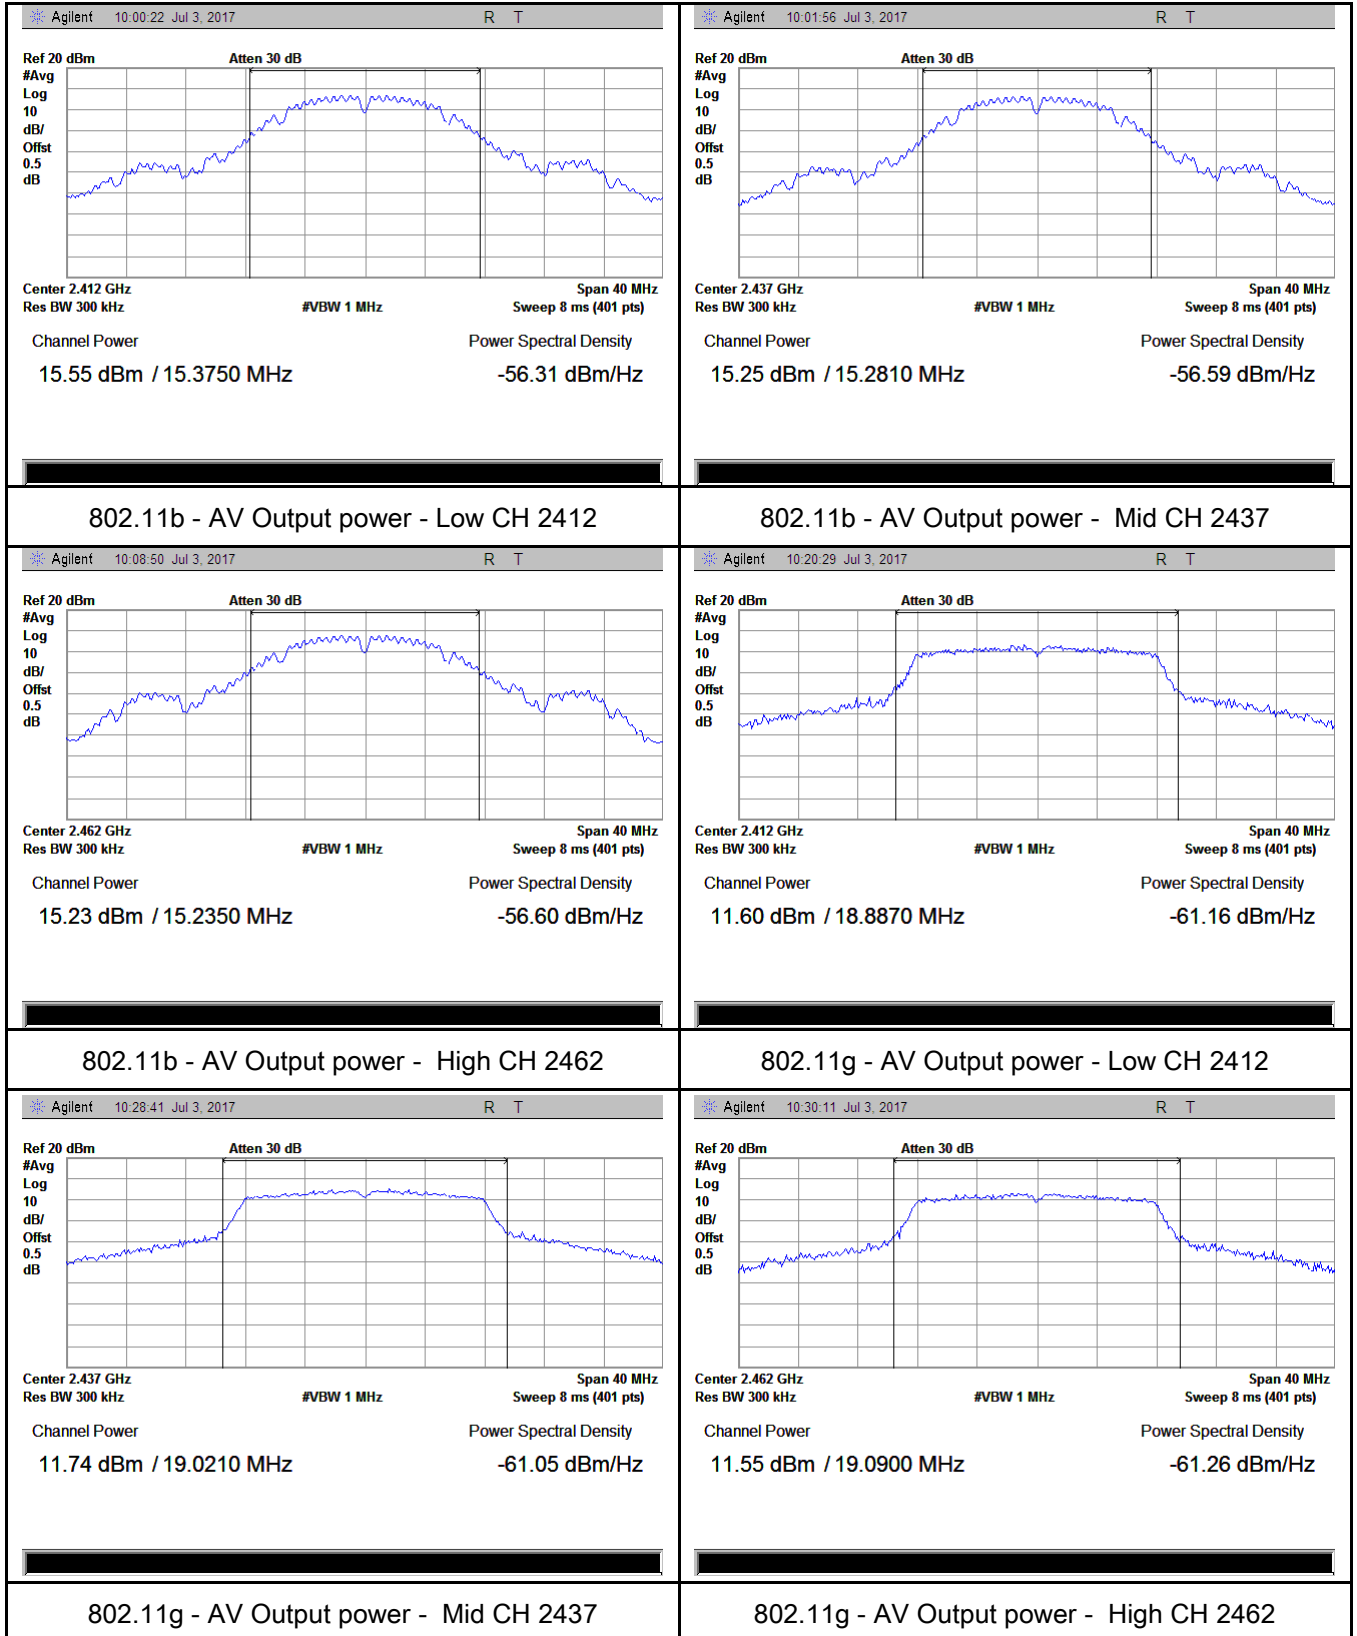 Agilent 10:00:22 Jul 3, 2017 R T
Ref 20 dBm Atten 30 dB
#Avg
Log
10
dB/
Offst
0.5
dB
Center 2.412 GHz Span 40 MHz
Res BW 300 kHz #VBW 1 MHz Sweep 8 ms (401 pts)
Channel Power Power Spectral Density
15.55 dBm / 15.3750 MHz -56.31 dBm/Hz
802.11b - AV Output power - Low CH 2412
Agilent 10:01:56 Jul 3, 2017 R T
Ref 20 dBm Atten 30 dB
#Avg
Log
10
dB/
Offst
0.5
dB
Center 2.437 GHz Span 40 MHz
Res BW 300 kHz #VBW 1 MHz Sweep 8 ms (401 pts)
Channel Power Power Spectral Density
15.25 dBm / 15.2810 MHz -56.59 dBm/Hz
802.11b - AV Output power - Mid CH 2437
Agilent 10:08:50 Jul 3, 2017 R T
Ref 20 dBm Atten 30 dB
#Avg
Log
10
dB/
Offst
0.5
dB
Center 2.462 GHz Span 40 MHz
Res BW 300 kHz #VBW 1 MHz Sweep 8 ms (401 pts)
Channel Power Power Spectral Density
15.23 dBm / 15.2350 MHz -56.60 dBm/Hz
802.11b - AV Output power - High CH 2462
Agilent 10:20:29 Jul 3, 2017 R T
Ref 20 dBm Atten 30 dB
#Avg
Log
10
dB/
Offst
0.5
dB
Center 2.412 GHz Span 40 MHz
Res BW 300 kHz #VBW 1 MHz Sweep 8 ms (401 pts)
Channel Power Power Spectral Density
11.60 dBm / 18.8870 MHz -61.16 dBm/Hz
802.11g - AV Output power - Low CH 2412
Agilent 10:28:41 Jul 3, 2017 R T
Ref 20 dBm Atten 30 dB
#Avg
Log
10
dB/
Offst
0.5
dB
Center 2.437 GHz Span 40 MHz
Res BW 300 kHz #VBW 1 MHz Sweep 8 ms (401 pts)
Channel Power Power Spectral Density
11.74 dBm / 19.0210 MHz -61.05 dBm/Hz
802.11g - AV Output power - Mid CH 2437
Agilent 10:30:11 Jul 3, 2017 R T
Ref 20 dBm Atten 30 dB
#Avg
Log
10
dB/
Offst
0.5
dB
Center 2.462 GHz Span 40 MHz
Res BW 300 kHz #VBW 1 MHz Sweep 8 ms (401 pts)
Channel Power Power Spectral Density
11.55 dBm / 19.0900 MHz -61.26 dBm/Hz
802.11g - AV Output power - High CH 2462